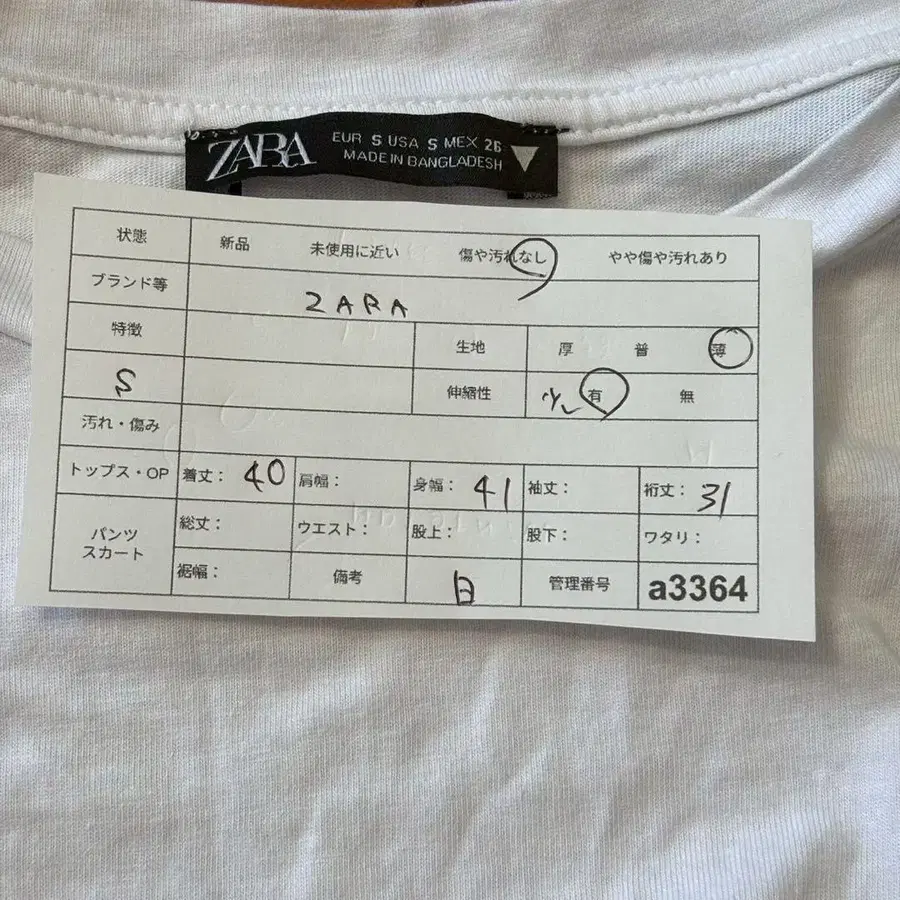 ZARA
EUR S USA S MEX 26
MADE IN BANGLADESH
状態 新品 未使用に近い 傷や汚れなし やや傷や汚れあり
ブランド等 ZARA
特徴 生地 厚 普 薄
S 伸縮性 少し 有 無
汚れ・傷み
トップス・OP 着丈： 40 肩幅： 身幅： 41 袖丈： 裄丈： 31
パンツ スカート 総丈： ウエスト： 股上： 股下： ワタリ：
裾幅： 備考 白 管理番号 a3364